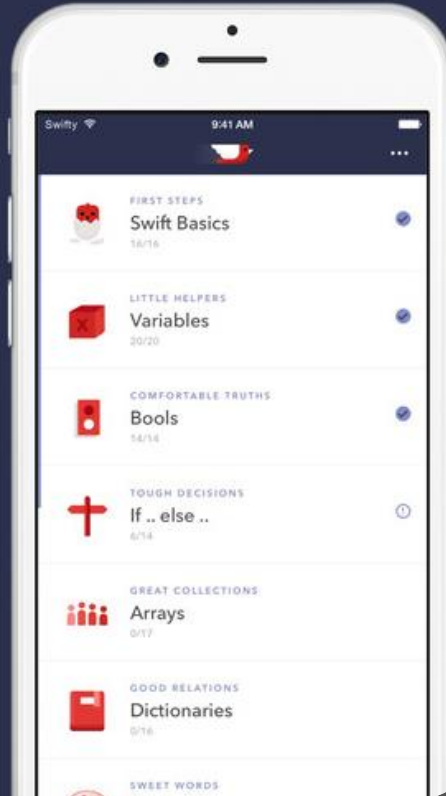 Swifty
9:41 AM
FIRST STEPS
Swift Basics
16/16
LITTLE HELPERS
X
Variables
20/20
COMFORTABLE TRUTHS
Bools
14/14
TOUGH DECISIONS
If .. else ..
6/14
GREAT COLLECTIONS
Arrays
0/17
GOOD RELATIONS
Dictionaries
0/16
SWEET WORDS